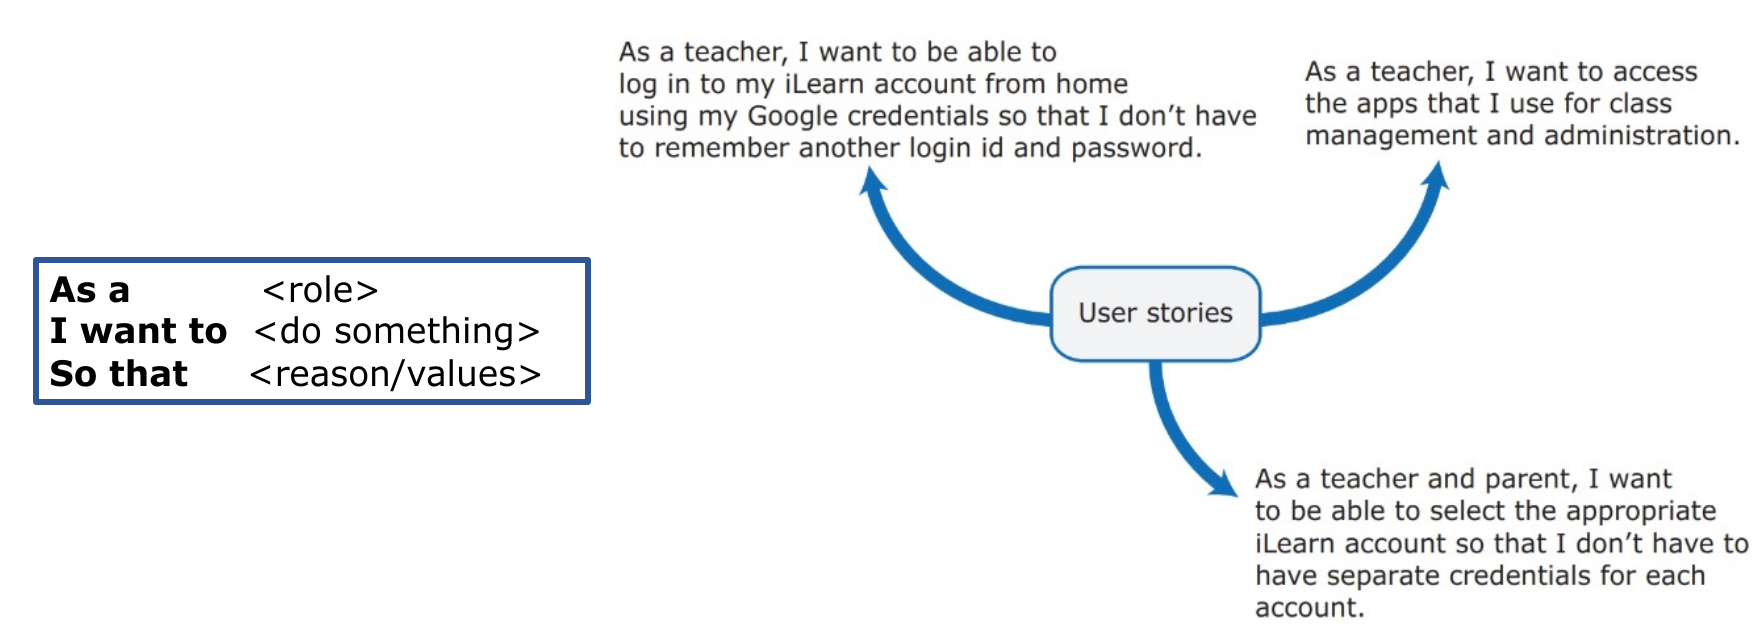 As a <role>
I want to <do something>
So that <reason/values>
As a teacher, I want to be able to
log in to my iLearn account from home
using my Google credentials so that I don’t have
to remember another login id and password.
As a teacher, I want to access
the apps that I use for class
management and administration.
User stories
As a teacher and parent, I want
to be able to select the appropriate
iLearn account so that I don’t have to
have separate credentials for each
account.